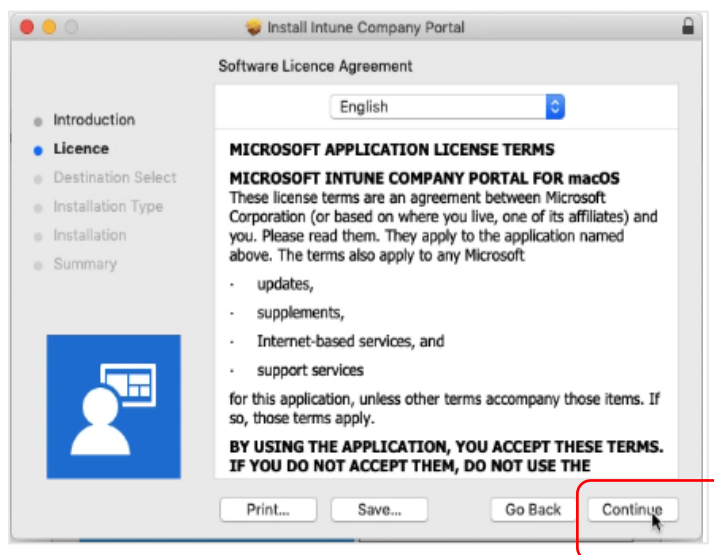 Install Intune Company Portal
Software Licence Agreement
English
Introduction
Licence
Destination Select
Installation Type
Installation
Summary
MICROSOFT APPLICATION LICENSE TERMS
MICROSOFT INTUNE COMPANY PORTAL FOR macOS
These license terms are an agreement between Microsoft
Corporation (or based on where you live, one of its affiliates) and
you. Please read them. They apply to the application named
above. The terms also apply to any Microsoft
· updates,
· supplements,
· Internet-based services, and
· support services
for this application, unless other terms accompany those items. If
so, those terms apply.
BY USING THE APPLICATION, YOU ACCEPT THESE TERMS.
IF YOU DO NOT ACCEPT THEM, DO NOT USE THE
Print... Save... Go Back Continue